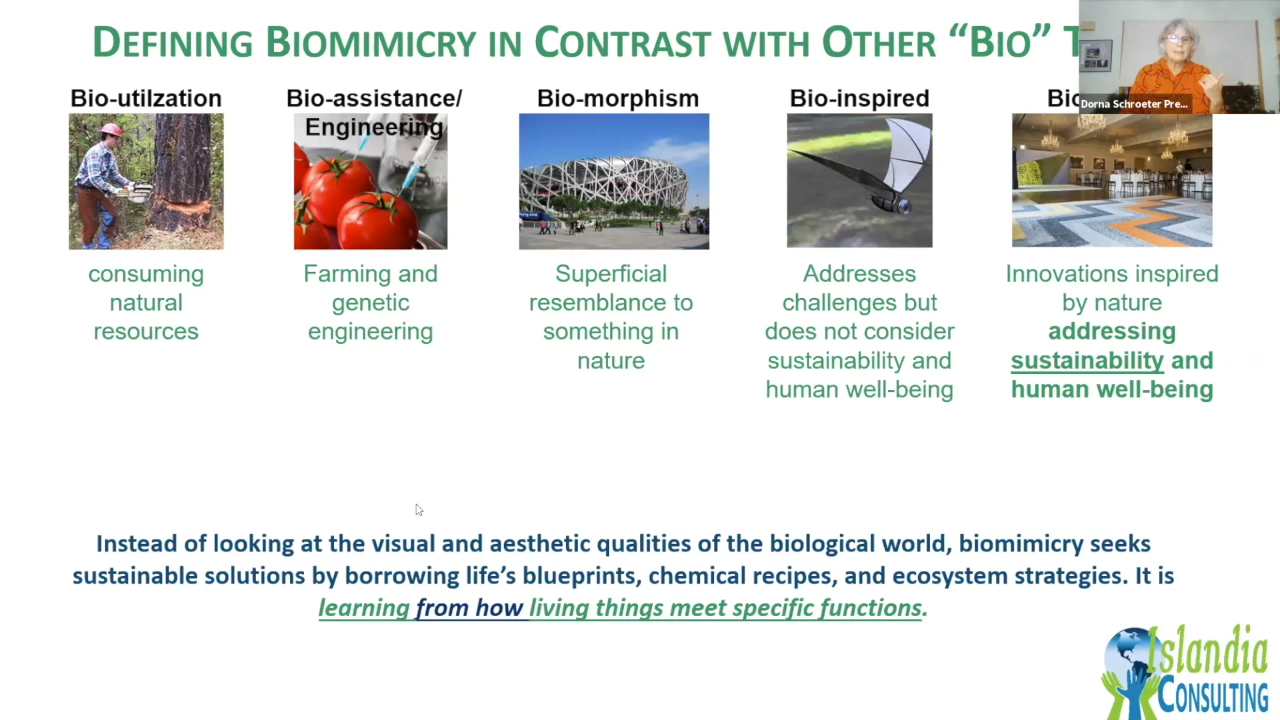 DEFINING BIOMIMICRY IN CONTRAST WITH OTHER “BIO” T
Dorna Schroeter Pre...
Bio-utilzation
consuming
natural
resources
Bio-assistance/
Engineering
Farming and
genetic
engineering
Bio-morphism
Superficial
resemblance to
something in
nature
Bio-inspired
Addresses
challenges but
does not consider
sustainability and
human well-being
Bio
Innovations inspired
by nature
addressing
sustainability and
human well-being
Instead of looking at the visual and aesthetic qualities of the biological world, biomimicry seeks
sustainable solutions by borrowing life’s blueprints, chemical recipes, and ecosystem strategies. It is
learning from how living things meet specific functions.
Islandia
CONSULTING